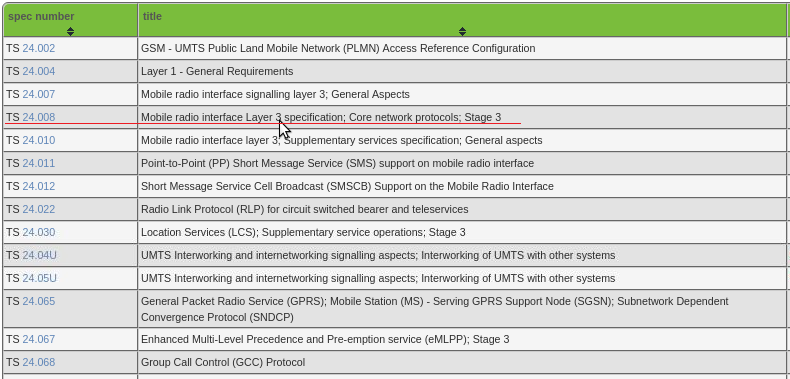 spec number title
TS 24.002 GSM - UMTS Public Land Mobile Network (PLMN) Access Reference Configuration
TS 24.004 Layer 1 - General Requirements
TS 24.007 Mobile radio interface signalling layer 3; General Aspects
TS 24.008 Mobile radio interface Layer 3 specification; Core network protocols; Stage 3
TS 24.010 Mobile radio interface layer 3; Supplementary services specification; General aspects
TS 24.011 Point-to-Point (PP) Short Message Service (SMS) support on mobile radio interface
TS 24.012 Short Message Service Cell Broadcast (SMSCB) Support on the Mobile Radio Interface
TS 24.022 Radio Link Protocol (RLP) for circuit switched bearer and teleservices
TS 24.030 Location Services (LCS); Supplementary service operations; Stage 3
TS 24.04U UMTS Interworking and internetworking signalling aspects; Interworking of UMTS with other systems
TS 24.05U UMTS Interworking and internetworking signalling aspects; Interworking of UMTS with other systems
TS 24.065 General Packet Radio Service (GPRS); Mobile Station (MS) - Serving GPRS Support Node (SGSN); Subnetwork Dependent
Convergence Protocol (SNDCP)
TS 24.067 Enhanced Multi-Level Precedence and Pre-emption service (eMLPP); Stage 3
TS 24.068 Group Call Control (GCC) Protocol